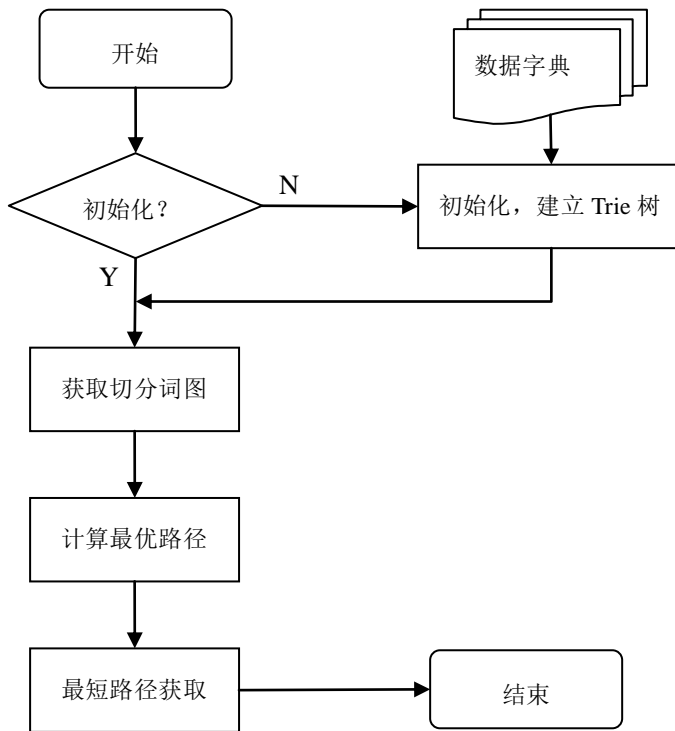 开始
数据字典
初始化？
N
初始化，建立 Trie 树
Y
获取切分词图
计算最优路径
最短路径获取
结束